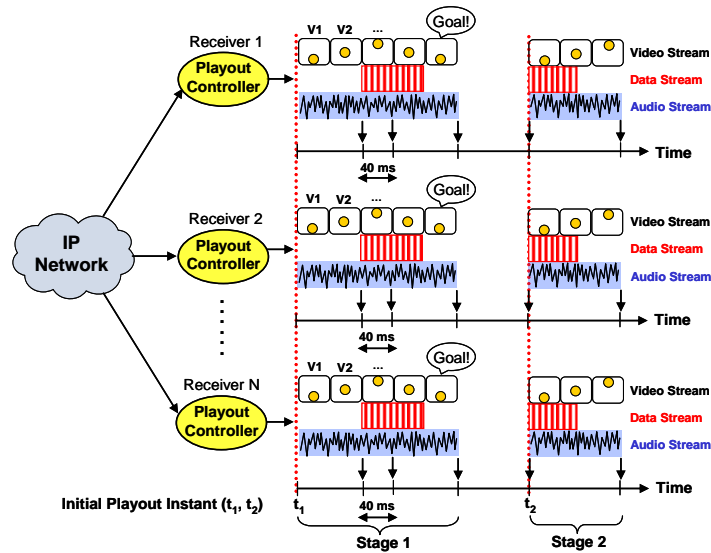 V1 V2 ... Goal!
Receiver 1
Playout
Controller
Video Stream
Data Stream
Audio Stream
Time
40 ms
V1 V2 ... Goal!
Receiver 2
Playout
Controller
Video Stream
Data Stream
Audio Stream
Time
40 ms
IP
Network
V1 V2 ... Goal!
Receiver N
Playout
Controller
Video Stream
Data Stream
Audio Stream
Time
Initial Playout Instant (t1, t2)
t1
40 ms
t2
Stage 1
Stage 2